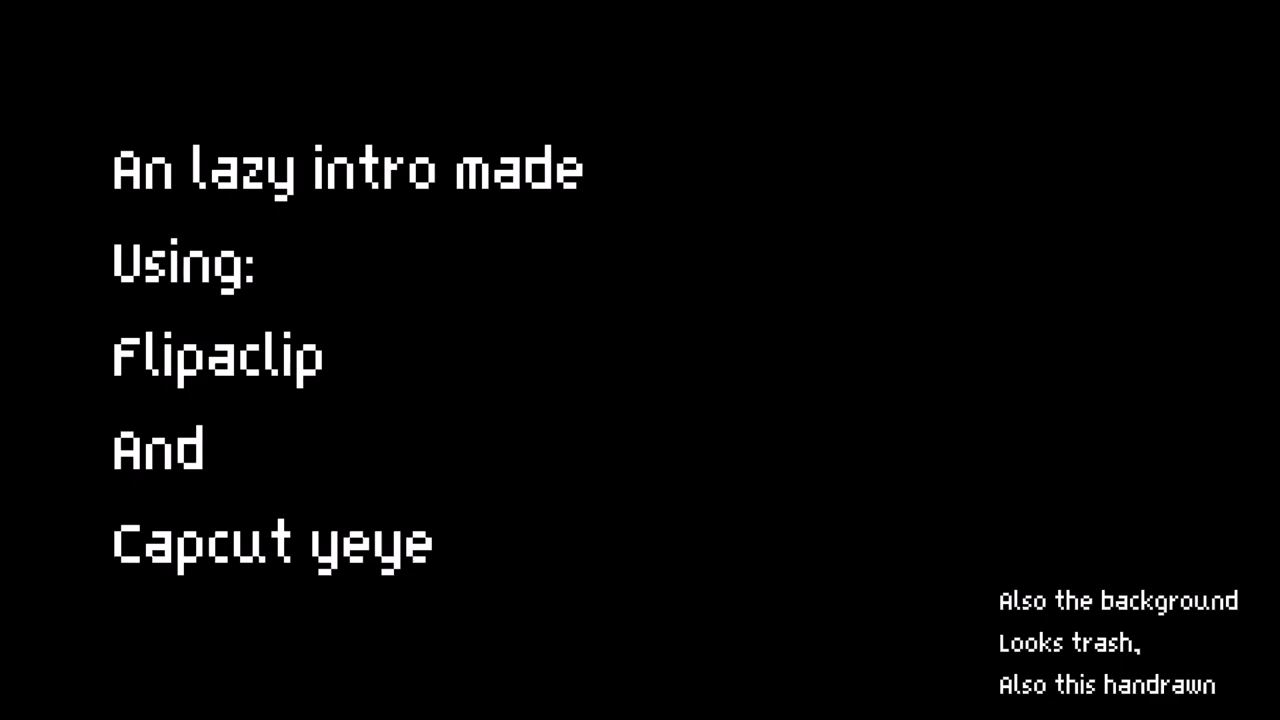 An lazy intro made
Using:
Flipaclip
And
Capcut yeye
Also the background
Looks trash,
Also this handrawn